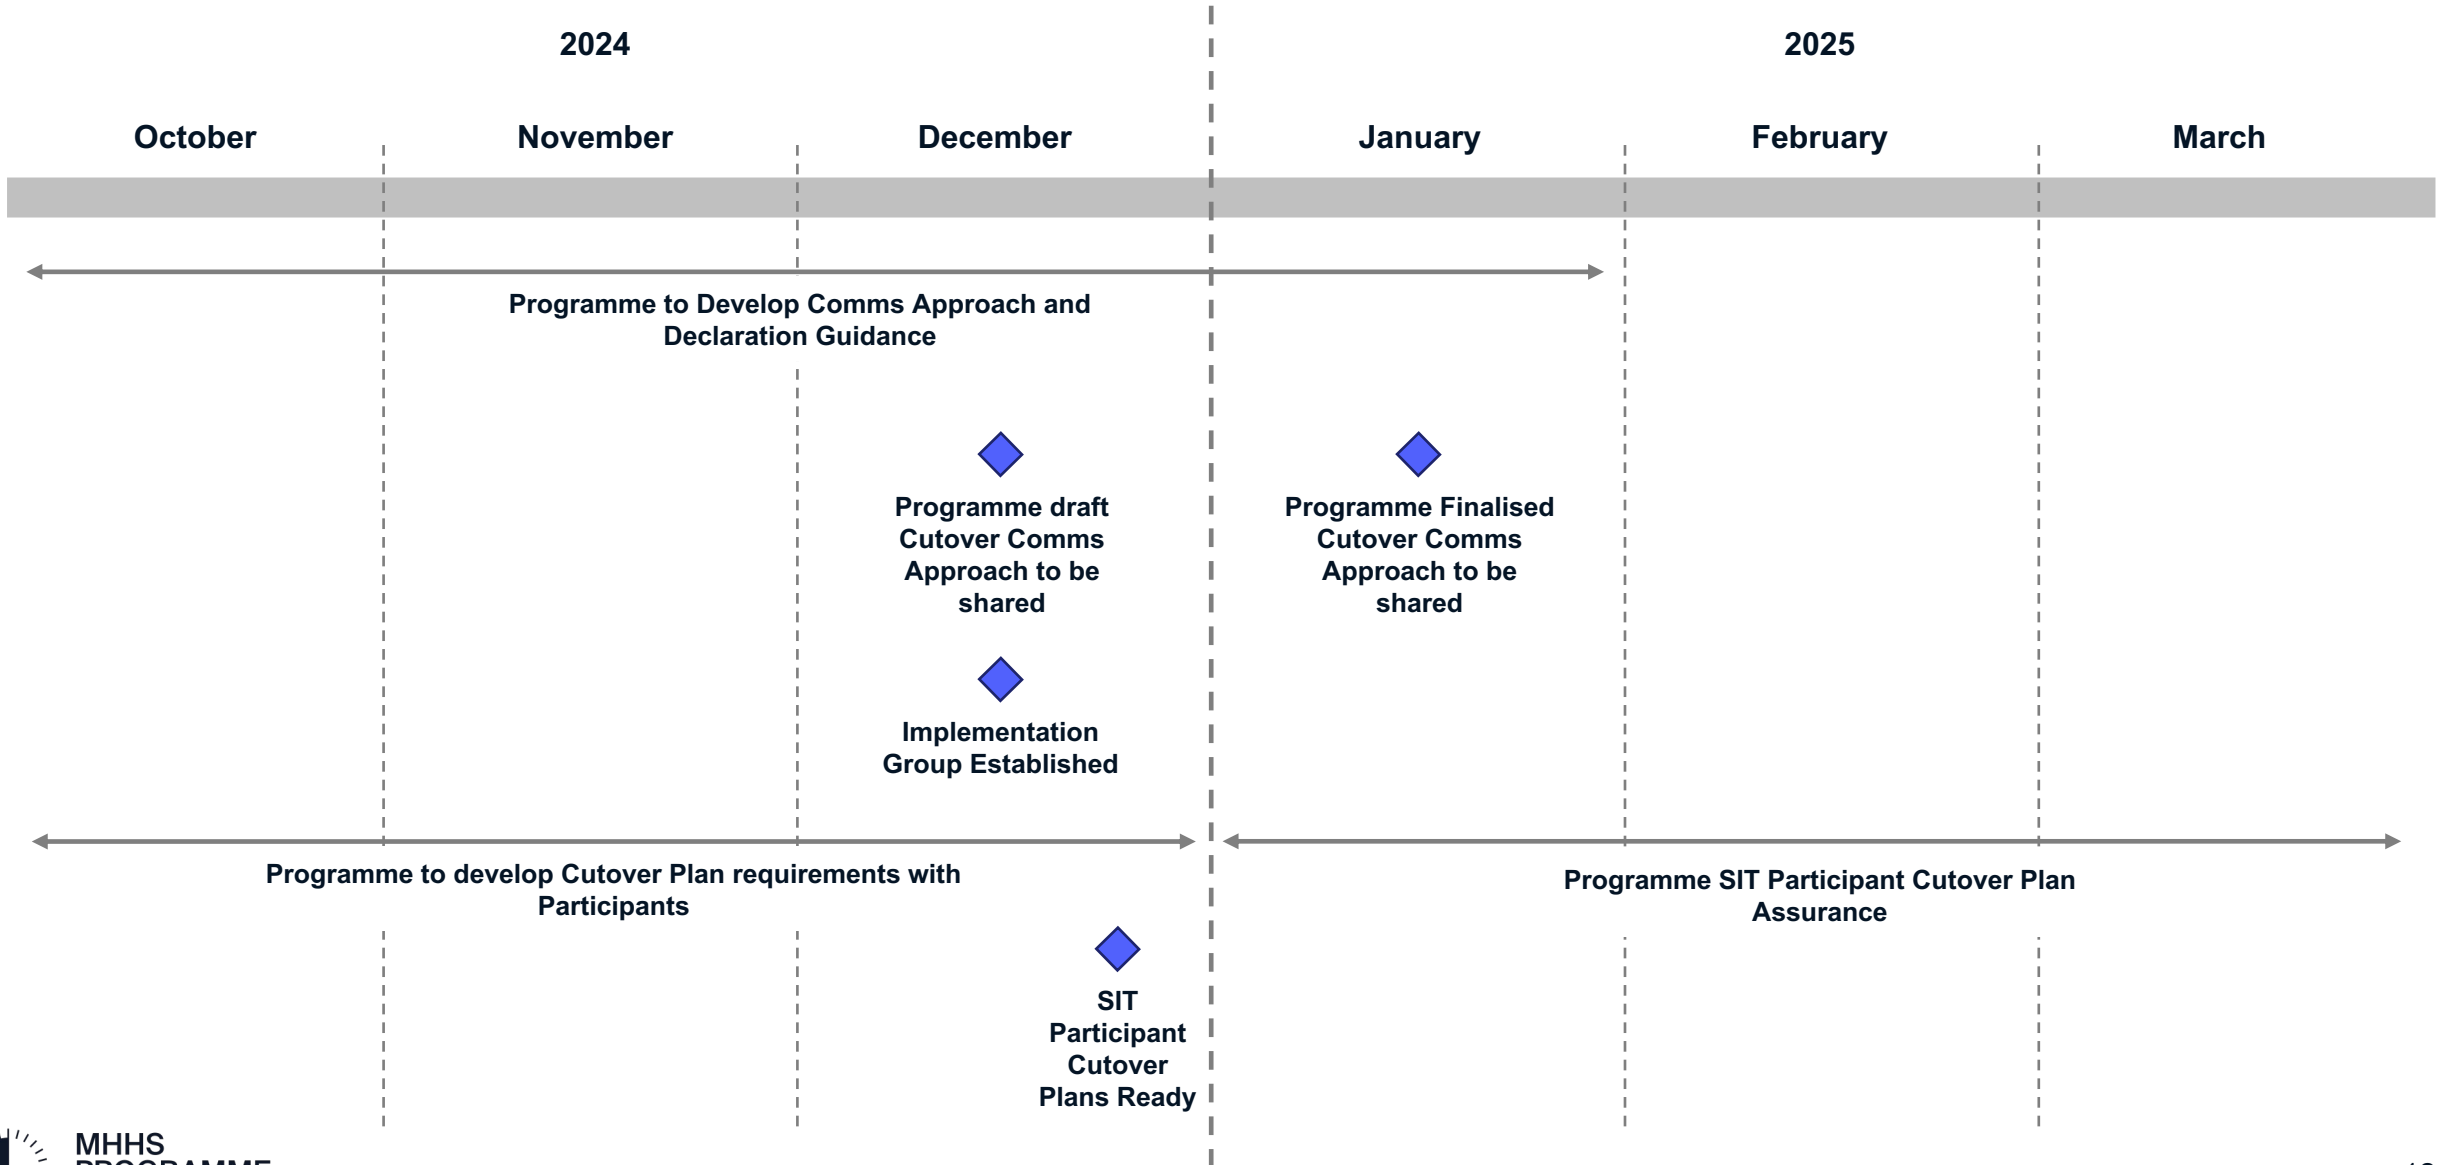 2024
2025
October
November
December
January
February
March
Programme to Develop Comms Approach and
Declaration Guidance
Programme draft
Cutover Comms
Approach to be
shared
Programme Finalised
Cutover Comms
Approach to be
shared
Implementation
Group Established
Programme to develop Cutover Plan requirements with
Participants
Programme SIT Participant Cutover Plan
Assurance
SIT
Participant
Cutover
Plans Ready
MHHS
PROGRAMME